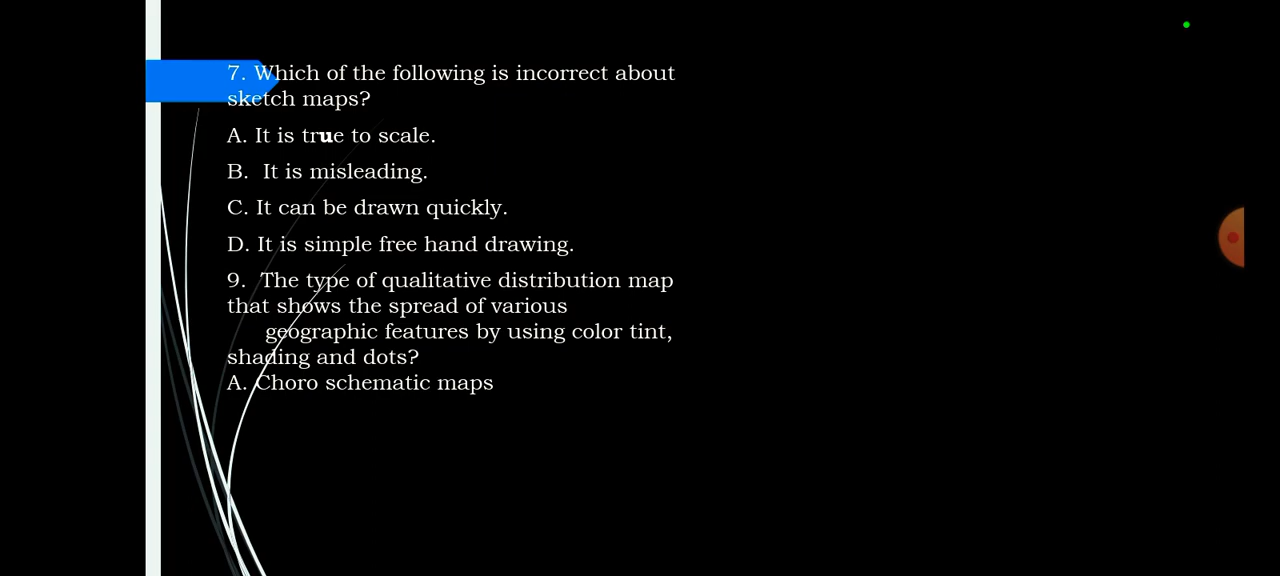 7. Which of the following is incorrect about
sketch maps?
A. It is true to scale.
B. It is misleading.
C. It can be drawn quickly.
D. It is simple free hand drawing.
9. The type of qualitative distribution map
that shows the spread of various
geographic features by using color tint,
shading and dots?
A. Choro schematic maps